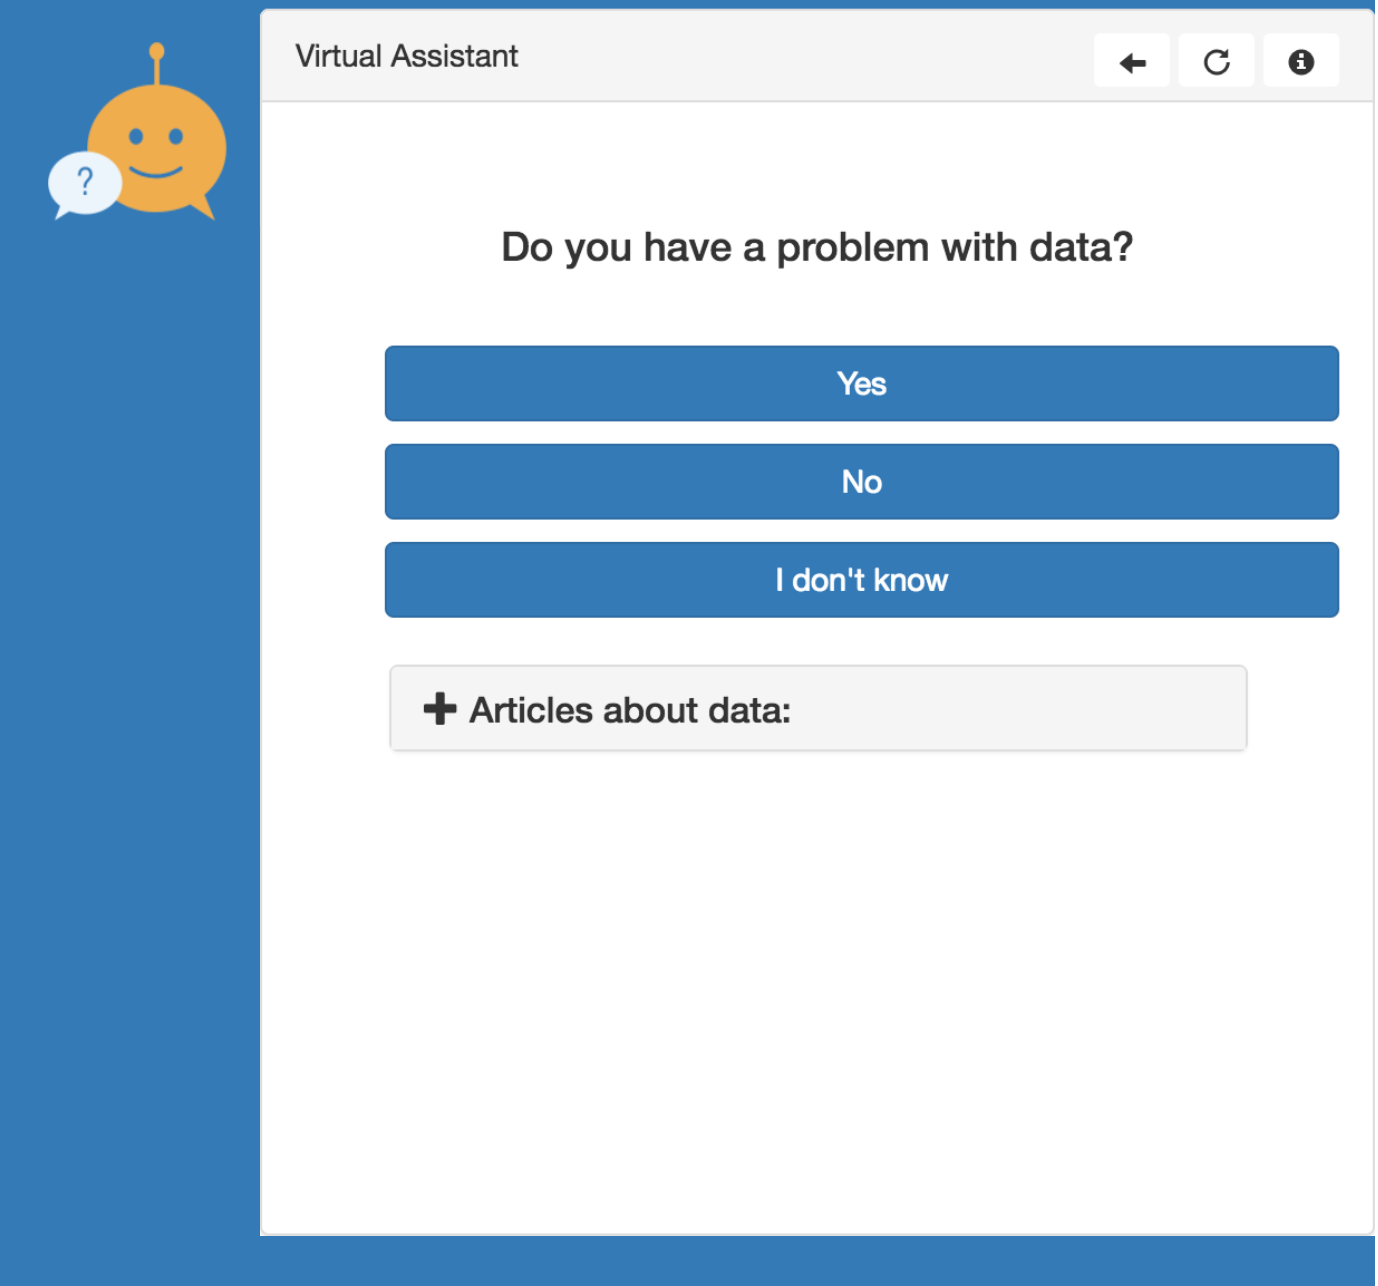 Virtual Assistant
?
Do you have a problem with data?
Yes
No
I don't know
Articles about data: